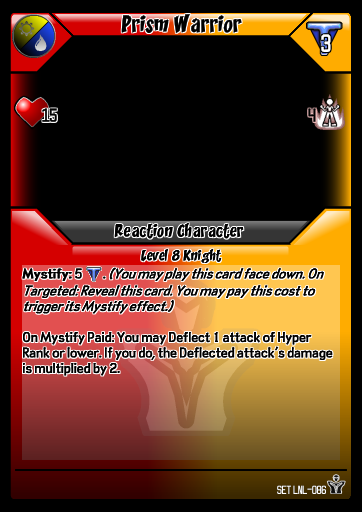 Prism Warrior
3
15
4
Reaction Character
Level 8 Knight
Mystify: 5 . (You may play this card face down. On
Targeted: Reveal this card. You may pay this cost to
trigger its Mystify effect.)
On Mystify Paid: You may Deflect 1 attack of Hyper
Rank or lower. If you do, the Deflected attack's damage
is multiplied by 2.
SET LNL-086